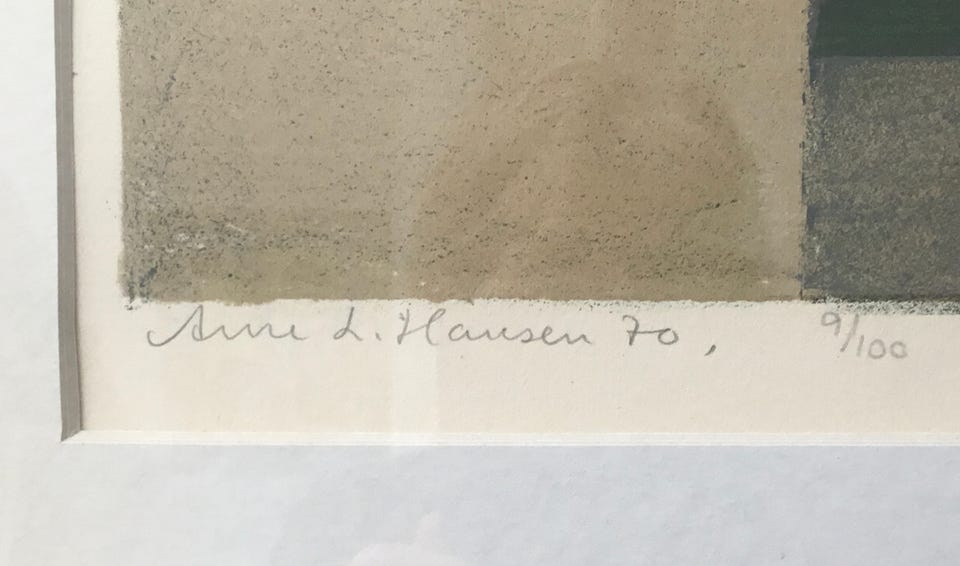 Arne L. Hansen 70, 9/100